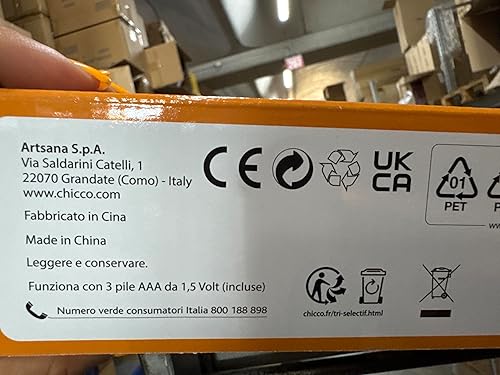 Artsana S.p.A.
Via Saldarini Catelli, 1
22070 Grandate (Como) - Italy
www.chicco.com
CE
UK
CA
01
PET
Fabbricato in Cina
Made in China
Leggere e conservare.
Funziona con 3 pile AAA da 1,5 Volt (incluse)
Numero verde consumatori Italia 800 188 898
chicco.fr/tri-selectif.html